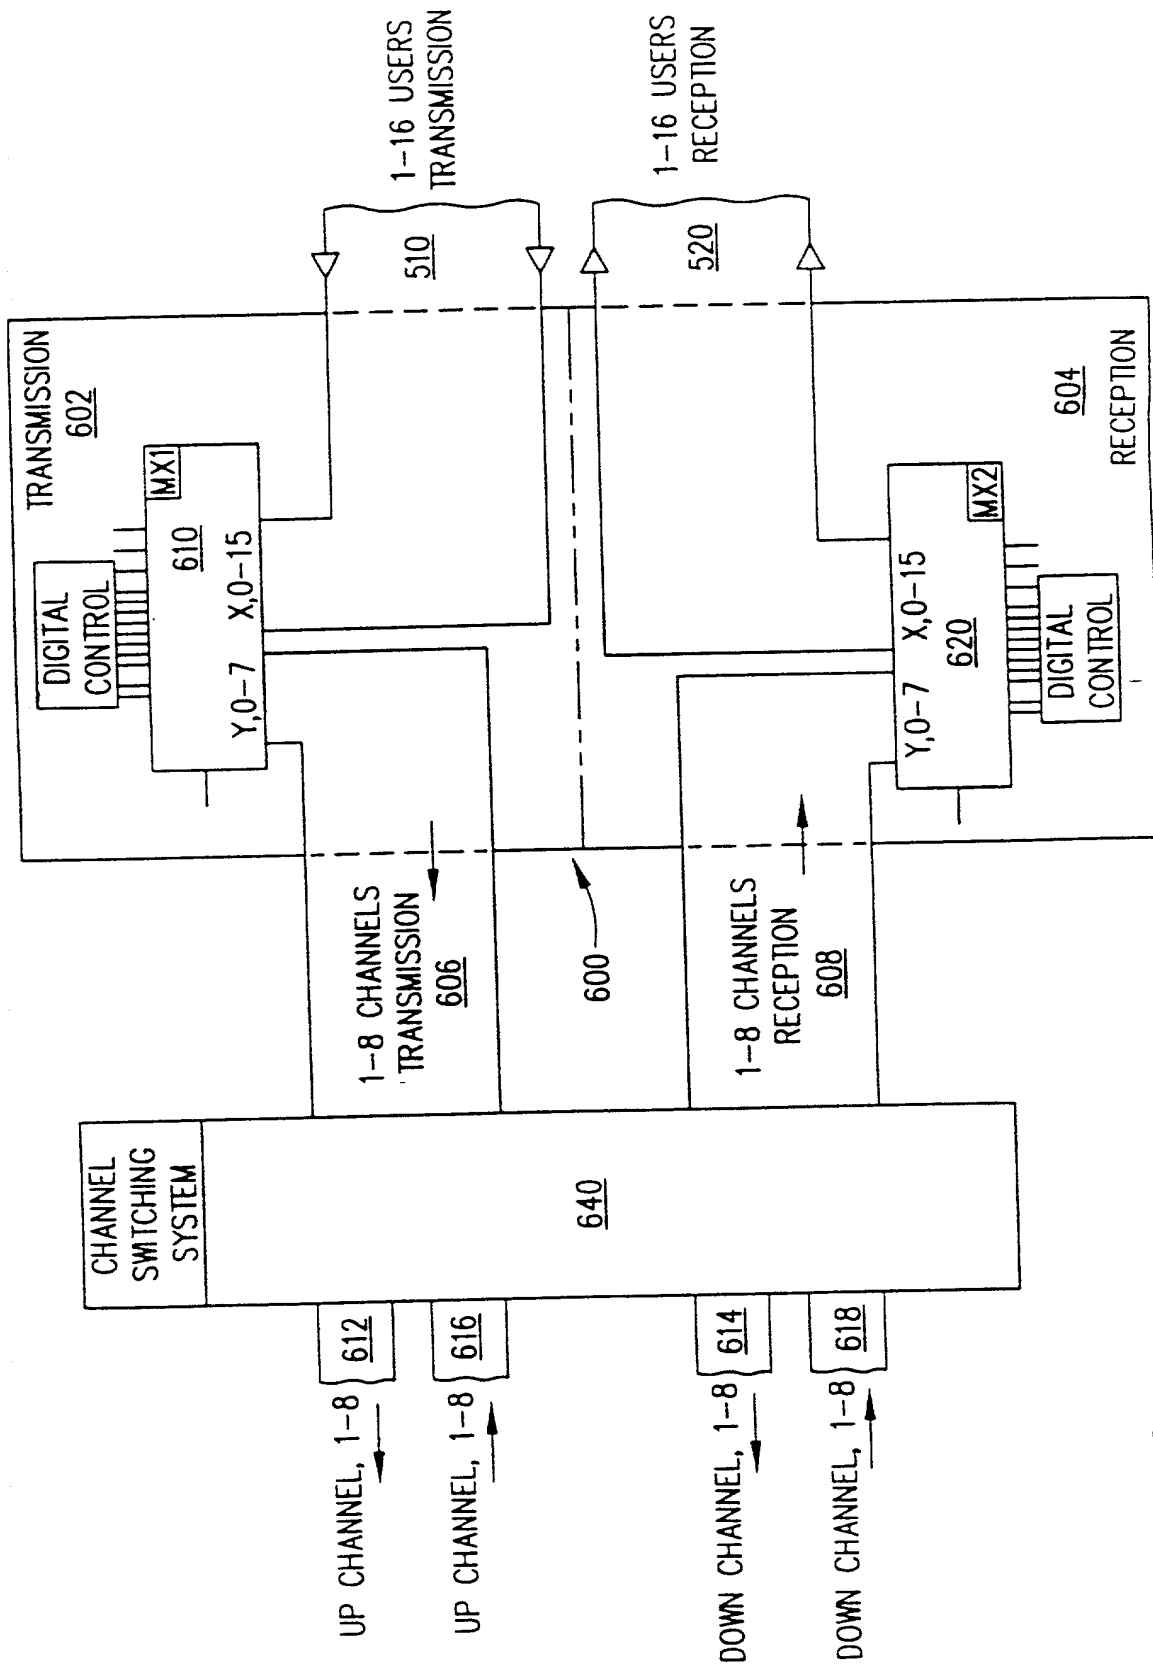 TRANSMISSION
602
DIGITAL
CONTROL
MX1
610
Y,0-7
X,0-15
1-16 USERS
TRANSMISSION
510
1-16 USERS
RECEPTION
520
CHANNEL
SWITCHING
SYSTEM
640
1-8 CHANNELS
TRANSMISSION
606
600
1-8 CHANNELS
RECEPTION
608
Y,0-7
X,0-15
620
MX2
DIGITAL
CONTROL
604
RECEPTION
UP CHANNEL, 1-8
612
UP CHANNEL, 1-8
616
DOWN CHANNEL, 1-8
614
DOWN CHANNEL, 1-8
618